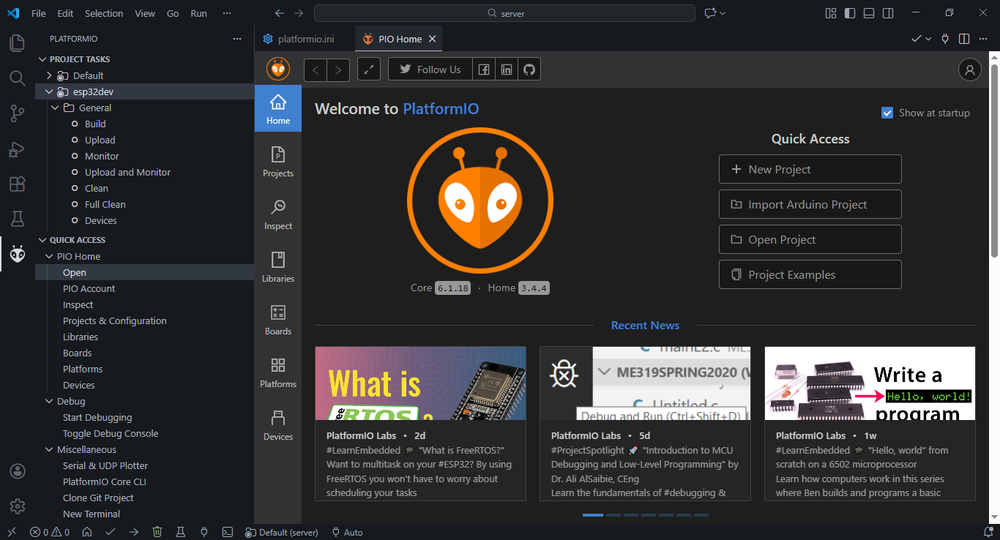 File Edit Selection View Go Run
server
PLATFORMIO
platformio.ini
PIO Home
PROJECT TASKS
Default
esp32dev
General
Build
Upload
Monitor
Upload and Monitor
Clean
Full Clean
Devices
QUICK ACCESS
PIO Home
Open
PIO Account
Inspect
Projects & Configuration
Libraries
Boards
Platforms
Devices
Debug
Start Debugging
Toggle Debug Console
Miscellaneous
Serial & UDP Plotter
PlatformIO Core CLI
Clone Git Project
New Terminal
Follow Us
Home
Projects
Inspect
Libraries
Boards
Platforms
Devices
Welcome to PlatformIO
Show at startup
Core 6.1.18 · Home 3.4.4
Quick Access
New Project
Import Arduino Project
Open Project
Project Examples
Recent News
What is
RTOS
PlatformIO Labs • 2d
#LearnEmbedded 🎓 "What is FreeRTOS?"
Want to multitask on your #ESP32? By using
FreeRTOS you won't have to worry about
scheduling your tasks
ME319SPRING2020
Untitled.c
Debug and Run (Ctrl+Shift+D)
PlatformIO Labs • 5d
#ProjectSpotlight 🚀 "Introduction to MCU
Debugging and Low-Level Programming" by
Dr. Ali AlSaibie, CEng
Learn the fundamentals of #debugging &
Write a
Hello, world!
program
PlatformIO Labs • 1w
#LearnEmbedded 🎓 "Hello, world” from
scratch on a 6502 microprocessor
Learn how computers work in this series
where Ben builds and programs a basic
0 0
Default (server)
Auto